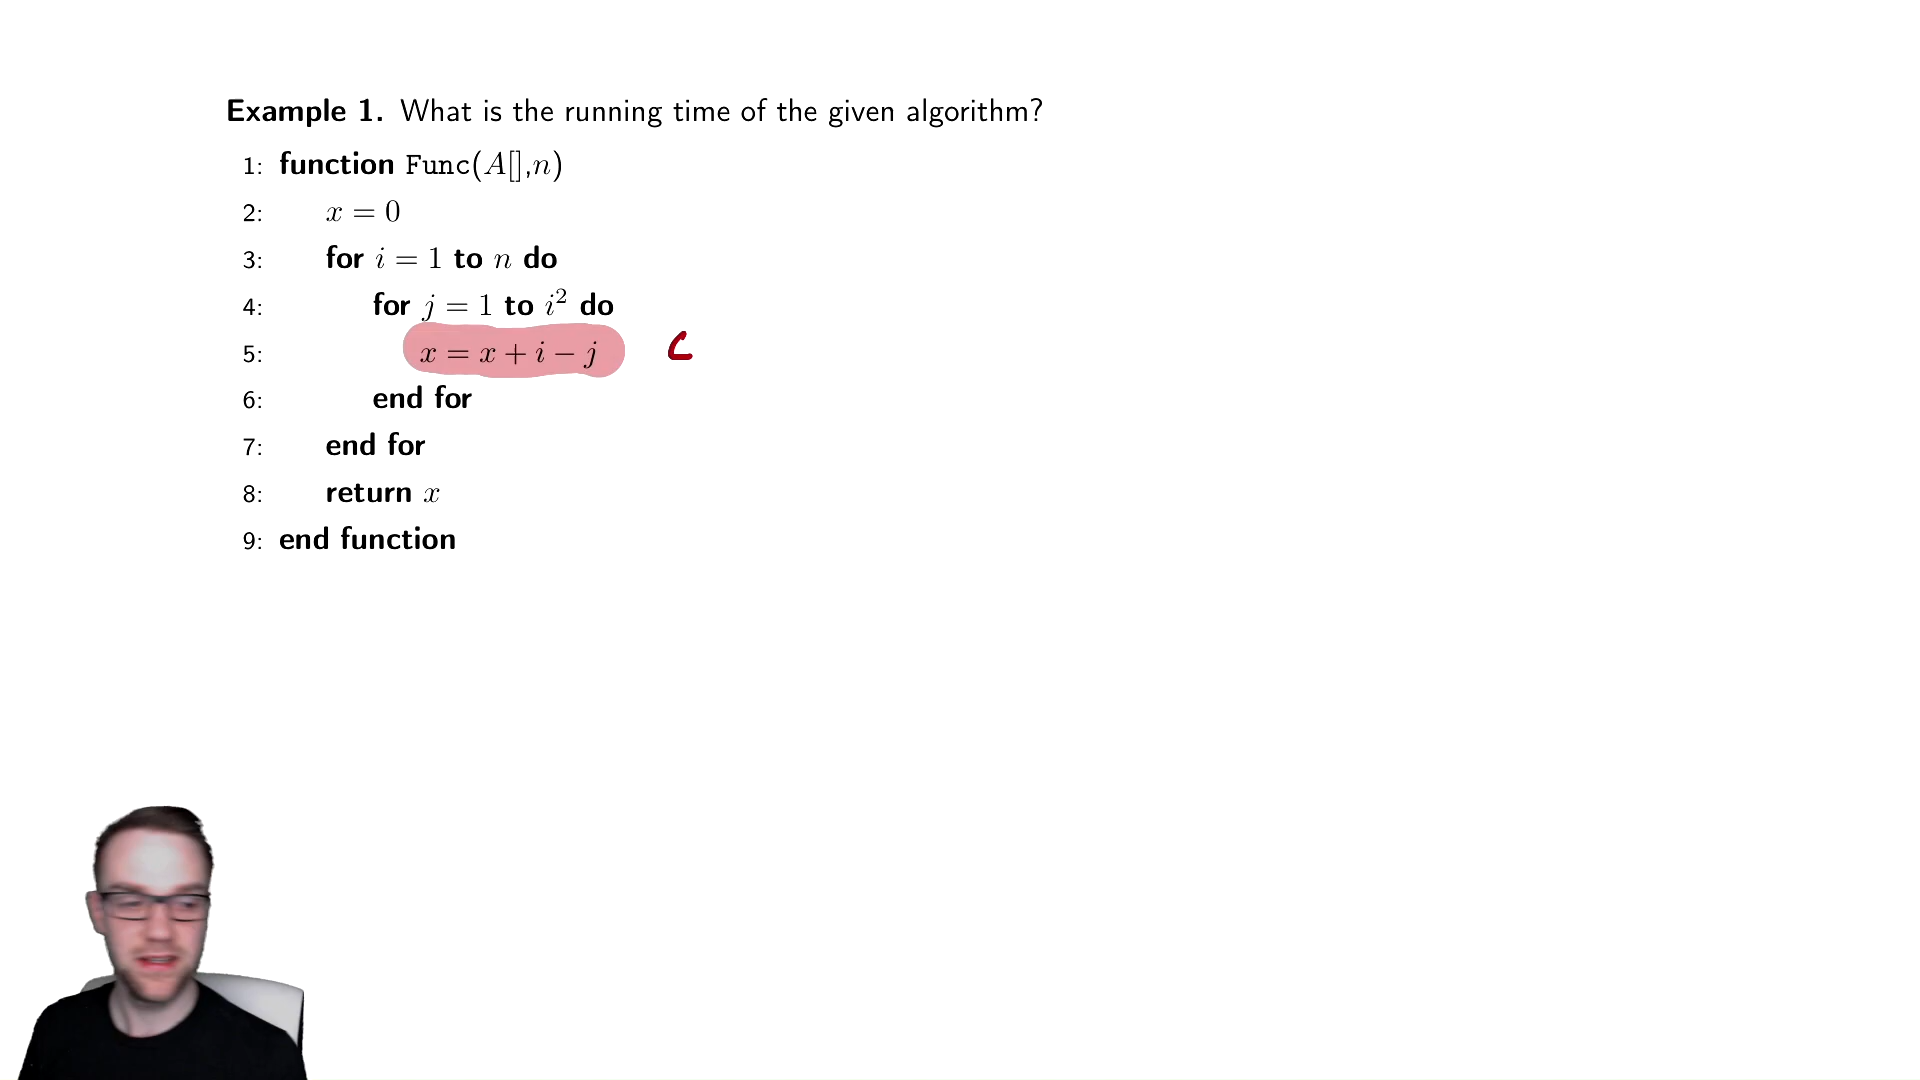 Example 1. What is the running time of the given algorithm?
1: function Func(A[],n)
2: x = 0
3: for i = 1 to n do
4: for j = 1 to i² do
5: x = x + i − j C
6: end for
7: end for
8: return x
9: end function